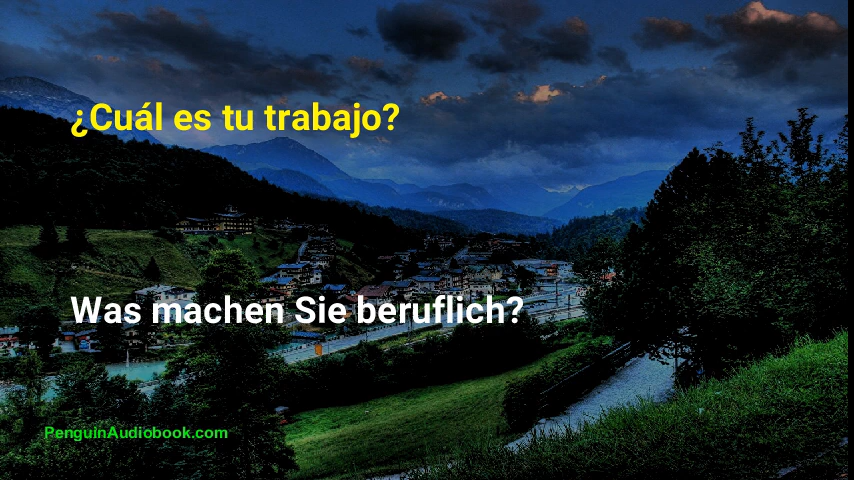 ¿Cuál es tu trabajo?
Was machen Sie beruflich?
PenguinAudiobook.com